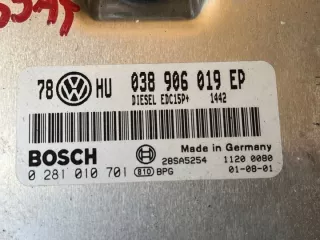 78 HU 038 906 019 EP
DIESEL EDC15P+ 1442
Made in Germany
BOSCH 28SA5254 1120 0080
0 281 010 701 810 BPG 01-08-01